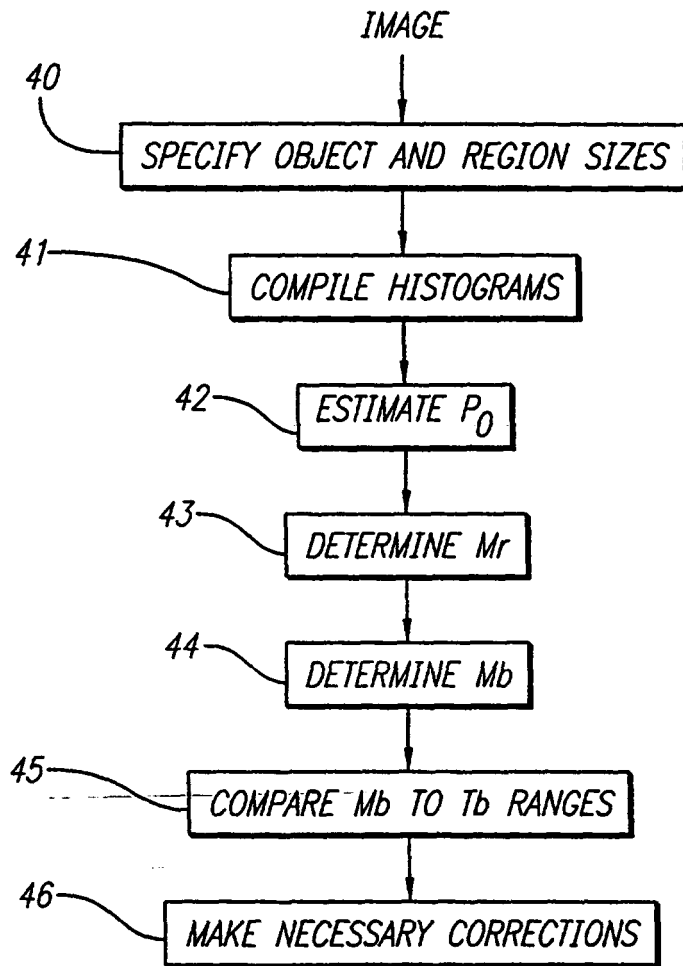 IMAGE
40
SPECIFY OBJECT AND REGION SIZES
41
COMPILE HISTOGRAMS
42
ESTIMATE P0
43
DETERMINE Mr
44
DETERMINE Mb
45
COMPARE Mb TO Tb RANGES
46
MAKE NECESSARY CORRECTIONS